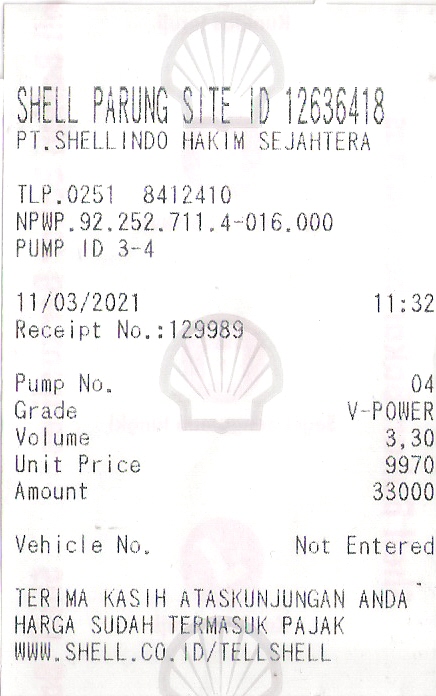 SHELL PARUNG SITE ID 12636418
PT.SHELLINDO HAKIM SEJAHTERA
TLP.0251 8412410
NPWP.92.252.711.4-016.000
PUMP ID 3-4
11/03/2021 11:32
Receipt No.:129989
Pump No. 04
Grade V-POWER
Volume 3,30
Unit Price 9970
Amount 33000
Vehicle No. Not Entered
TERIMA KASIH ATASKUNJUNGAN ANDA
HARGA SUDAH TERMASUK PAJAK
WWW.SHELL.CO.ID/TELLSHELL